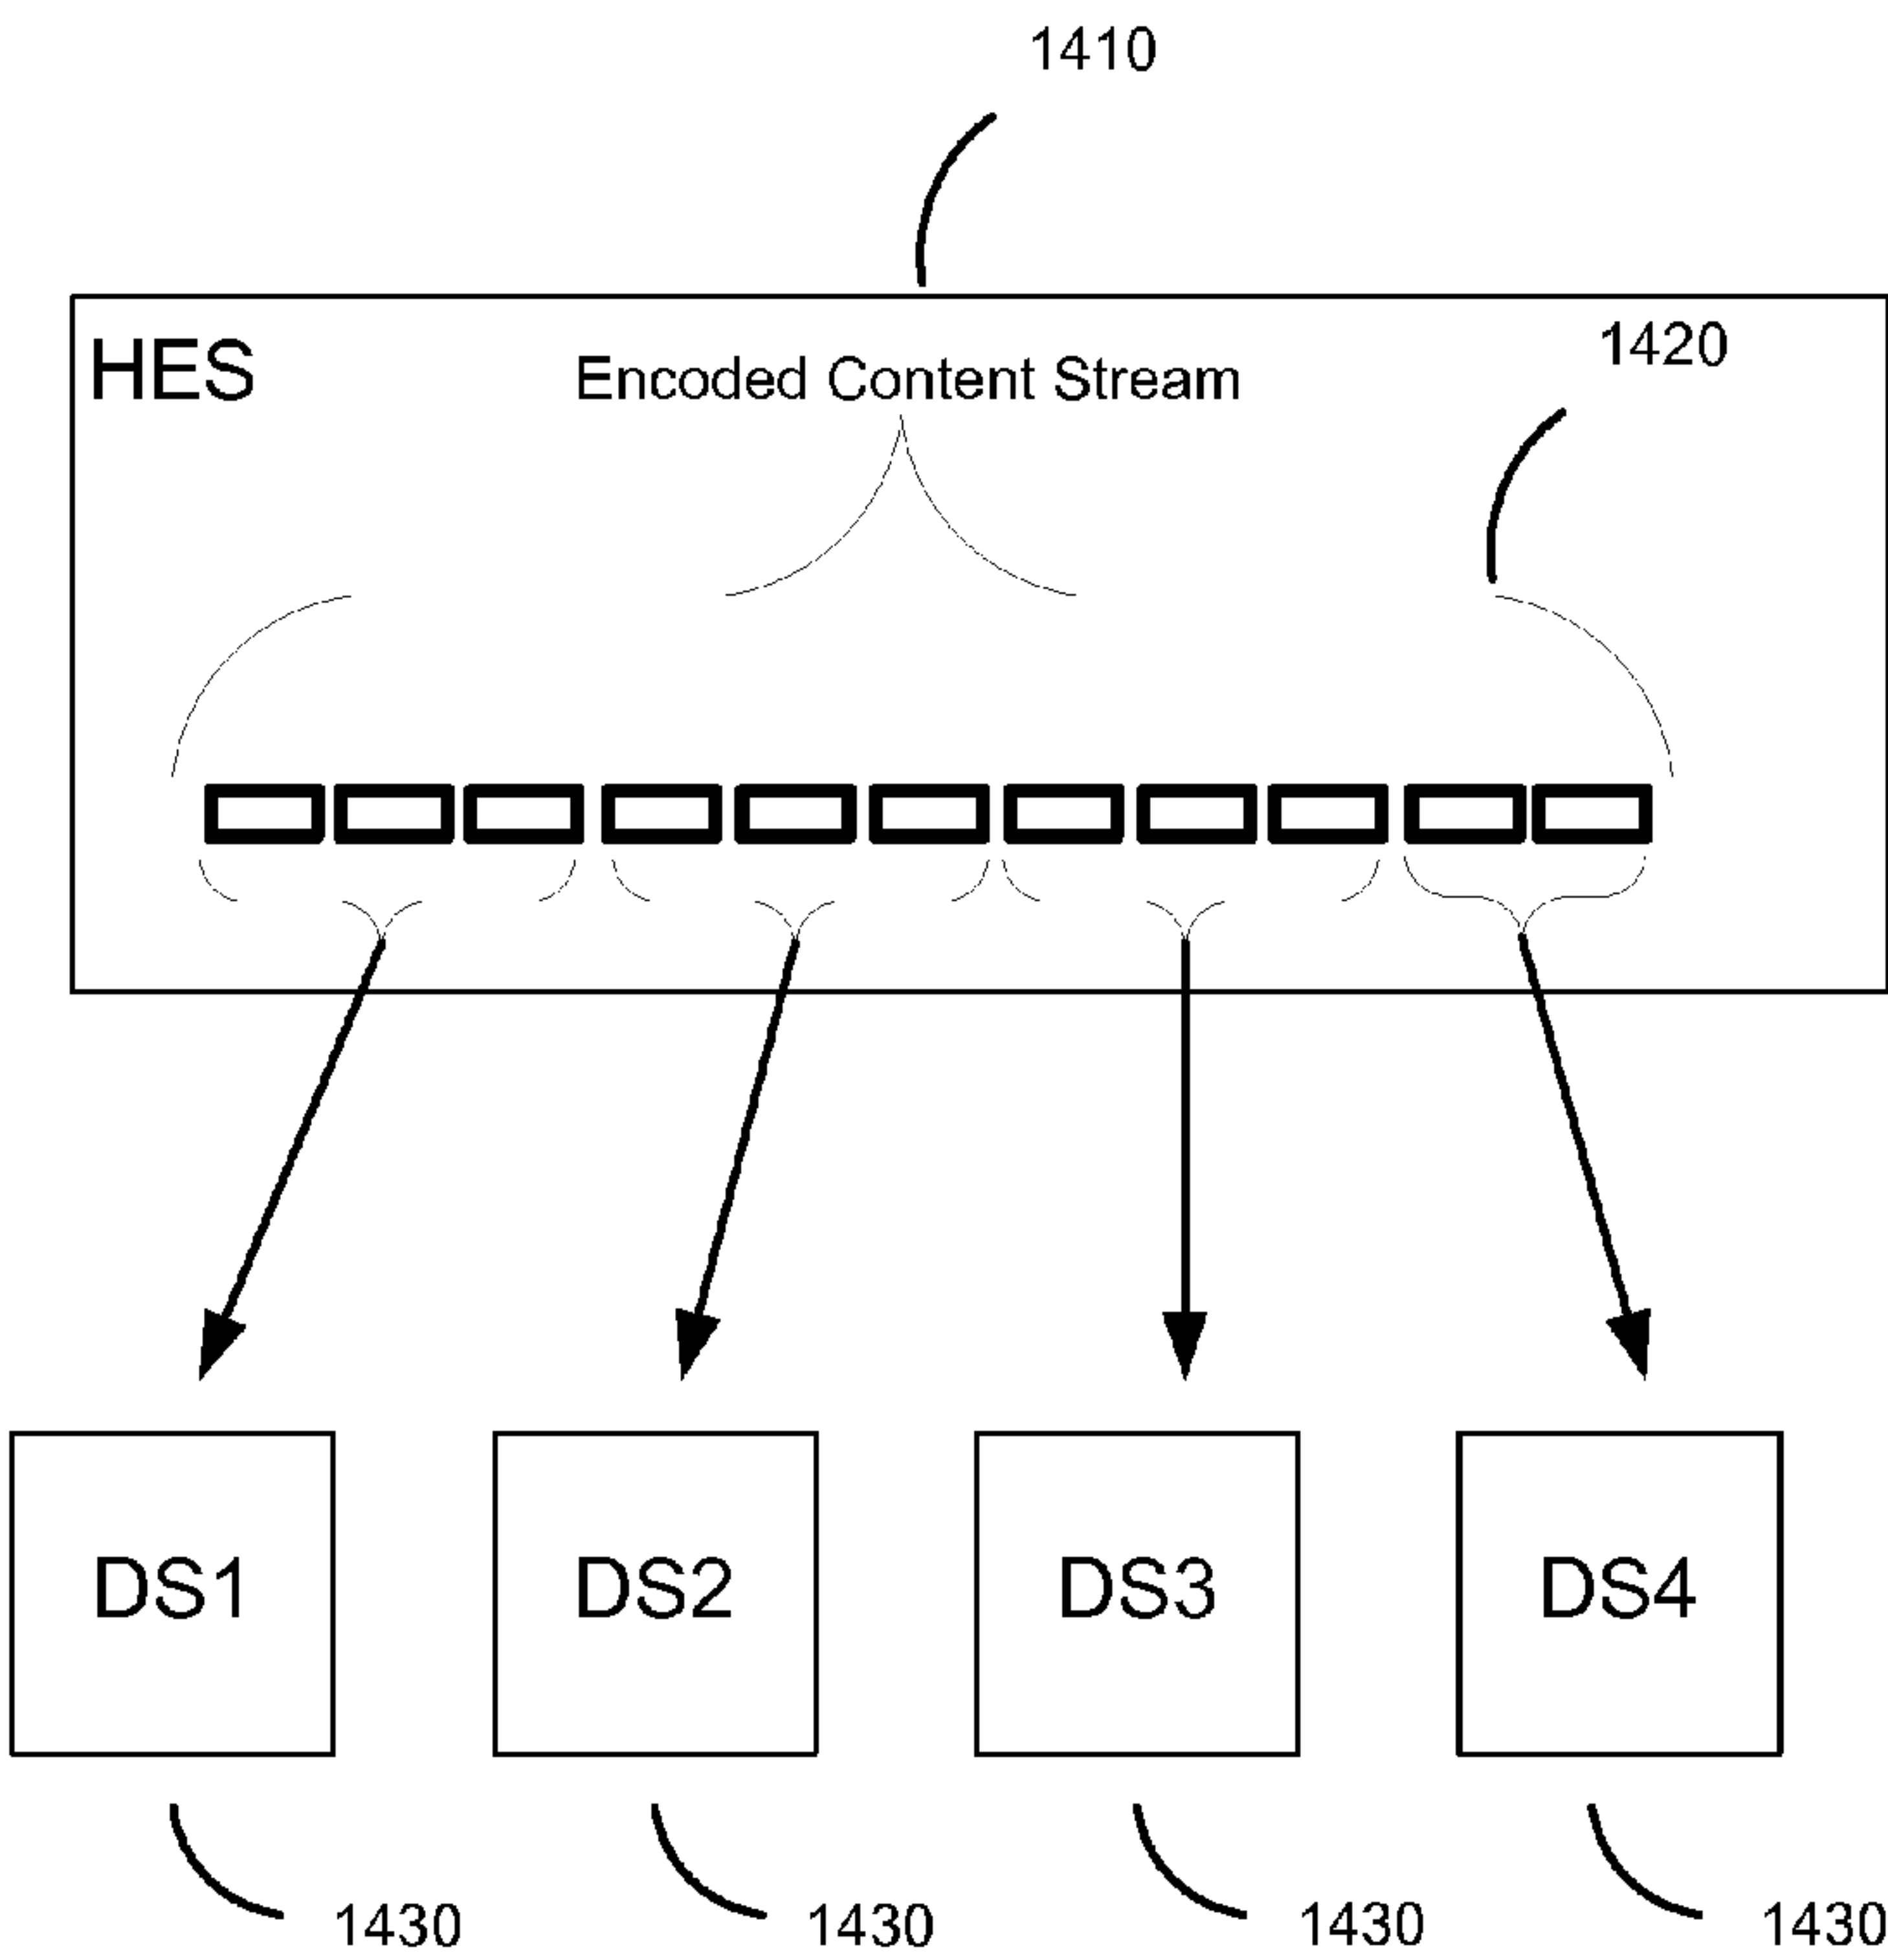 1410
HES
Encoded Content Stream
1420
DS1
DS2
DS3
DS4
1430
1430
1430
1430